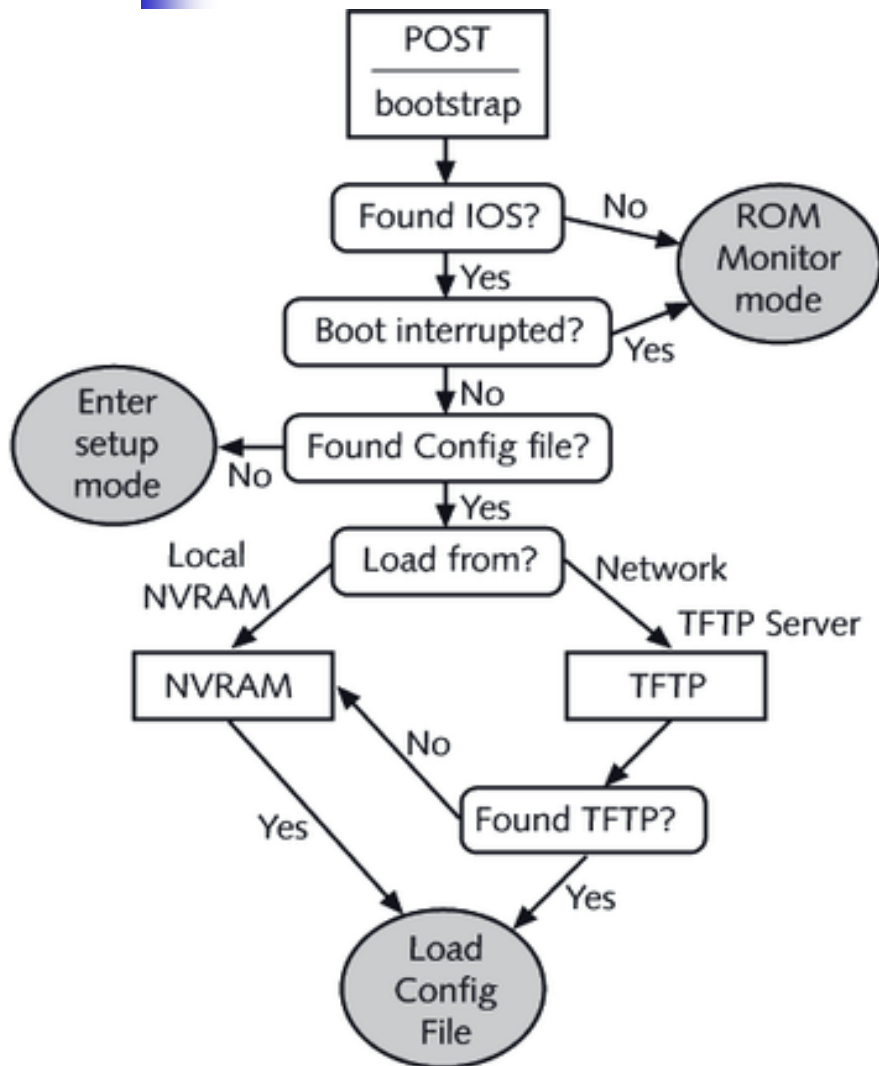 POST
bootstrap
Found IOS?
No
ROM
Monitor
mode
Yes
Boot interrupted?
Yes
No
Enter
setup
mode
Found Config file?
No
Yes
Load from?
Local
NVRAM
Network
TFTP Server
NVRAM
TFTP
No
Found TFTP?
Yes
Yes
Load
Config
File